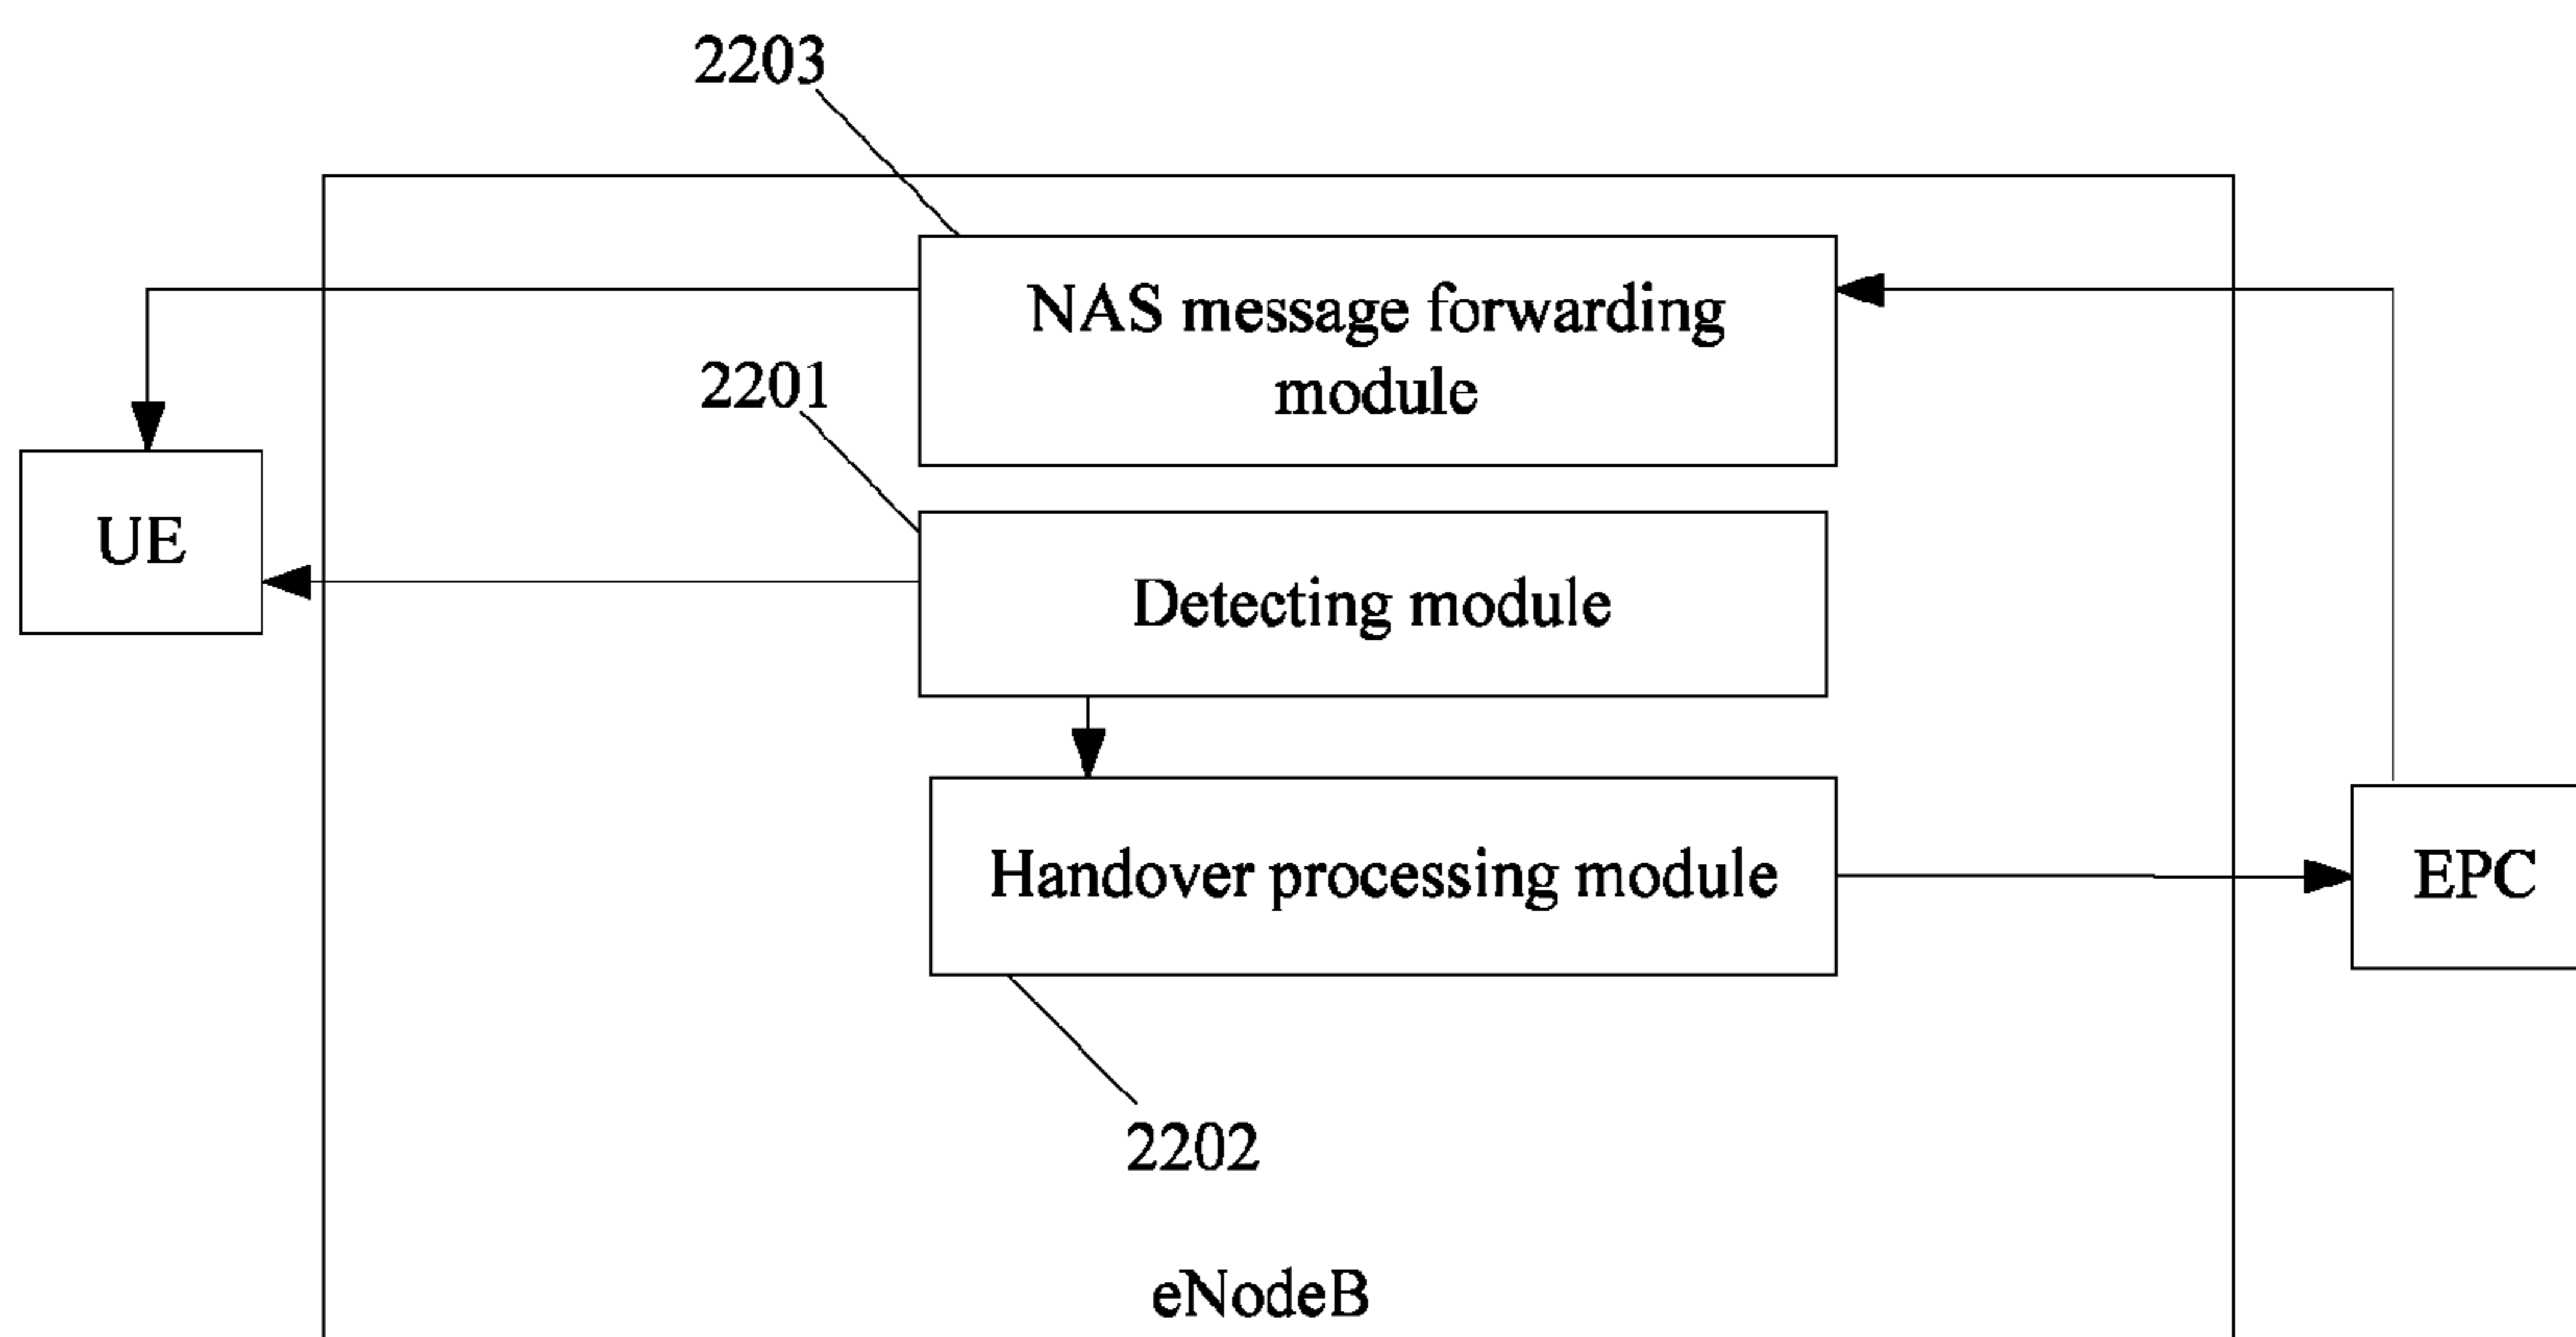 2203
NAS message forwarding
module
2201
UE
Detecting module
Handover processing module
EPC
2202
eNodeB